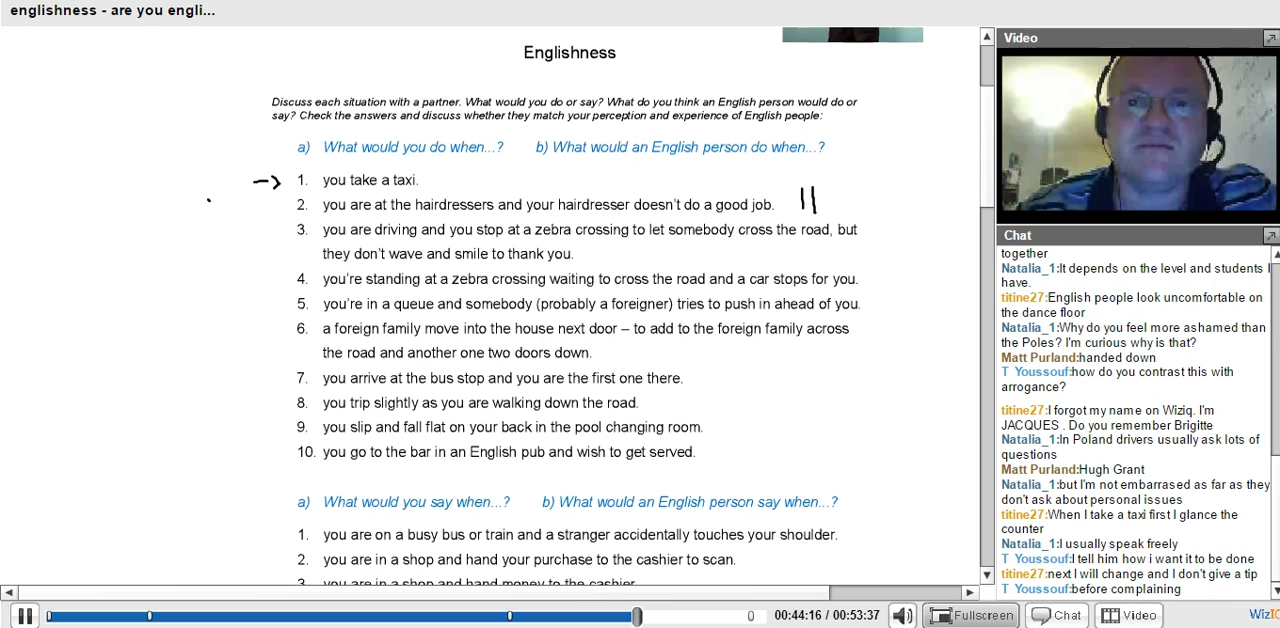 englishness - are you engli...
Englishness
Discuss each situation with a partner. What would you do or say? What do you think an English person would do or
say? Check the answers and discuss whether they match your perception and experience of English people:
a) What would you do when...? b) What would an English person do when...?
1. you take a taxi.
2. you are at the hairdressers and your hairdresser doesn't do a good job.
3. you are driving and you stop at a zebra crossing to let somebody cross the road, but
they don't wave and smile to thank you.
4. you're standing at a zebra crossing waiting to cross the road and a car stops for you.
5. you're in a queue and somebody (probably a foreigner) tries to push in ahead of you.
6. a foreign family move into the house next door – to add to the foreign family across
the road and another one two doors down.
7. you arrive at the bus stop and you are the first one there.
8. you trip slightly as you are walking down the road.
9. you slip and fall flat on your back in the pool changing room.
10. you go to the bar in an English pub and wish to get served.
a) What would you say when...? b) What would an English person say when...?
1. you are on a busy bus or train and a stranger accidentally touches your shoulder.
2. you are in a shop and hand your purchase to the cashier to scan.
3. you are in a shop and hand money to the cashier
Video
Chat
together
Natalia_1:It depends on the level and students I
have.
titine27:English people look uncomfortable on
the dance floor
Natalia_1:Why do you feel more ashamed than
the Poles? I'm curious why is that?
Matt Purland:handed down
T Youssouf:how do you contrast this with
arrogance?
titine27:I forgot my name on Wiziq. I'm
JACQUES . Do you remember Brigitte
Natalia_1:In Poland drivers usually ask lots of
questions
Matt Purland:Hugh Grant
Natalia_1:but I'm not embarrased as far as they
don't ask about personal issues
titine27:When I take a taxi first I glance the
counter
Natalia_1:I usually speak freely
T Youssouf:I tell him how i want it to be done
titine27:next I will change and I don't give a tip
T Youssouf:before complaining
0
00:44:16 / 00:53:37
Fullscreen
Chat
Video
WizI